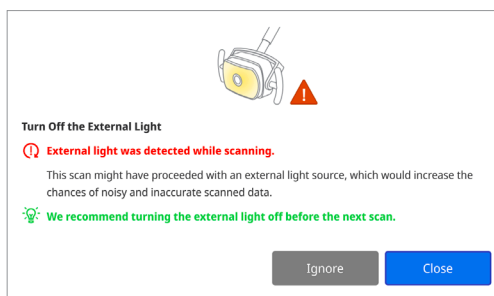 Turn Off the External Light
External light was detected while scanning.
This scan might have proceeded with an external light source, which would increase the
chances of noisy and inaccurate scanned data.
We recommend turning the external light off before the next scan.
Ignore
Close